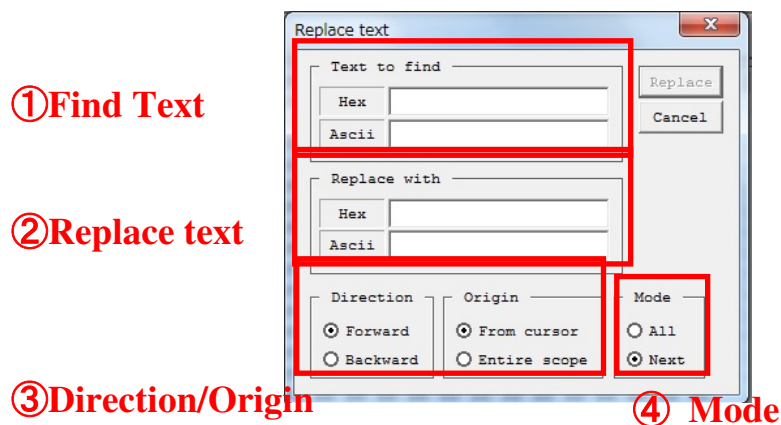 Replace text
Text to find
Hex
Ascii
Replace
Cancel
①Find Text
Replace with
Hex
Ascii
②Replace text
Direction
Forward
Backward
Origin
From cursor
Entire scope
Mode
All
Next
③Direction/Origin
④ Mode